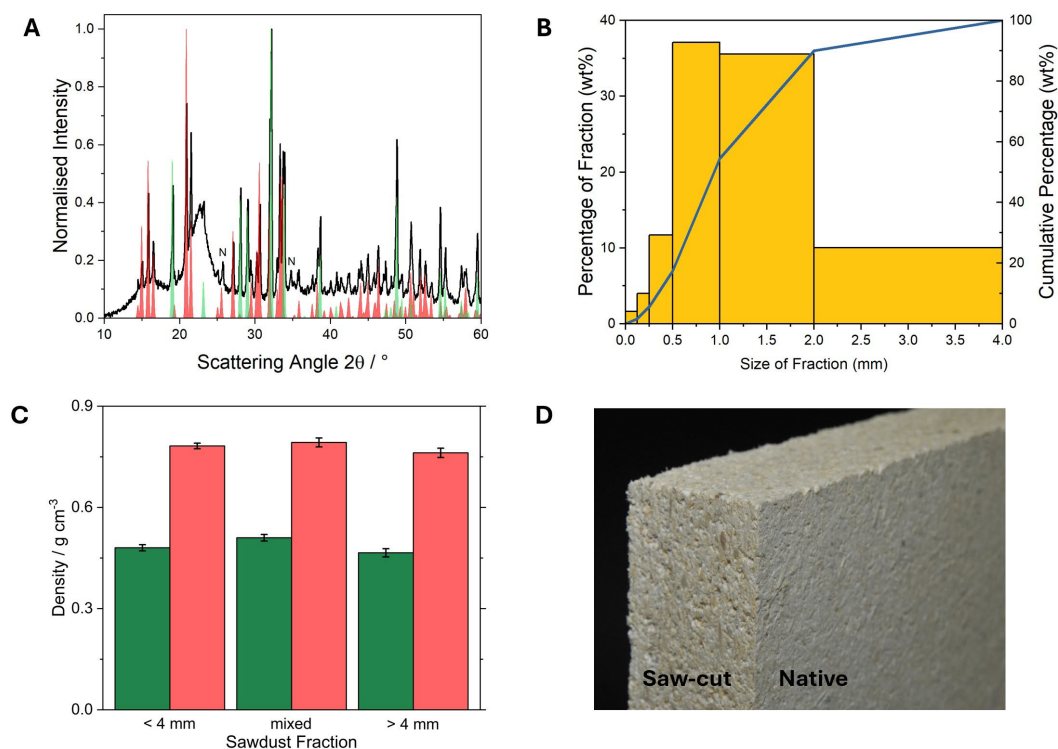 A
1.0
0.8
0.6
0.4
0.2
0.0
Normalised Intensity
N
N
10 20 30 40 50 60
Scattering Angle 2θ / °
B
40
30
20
10
0
Percentage of Fraction (wt%)
100
80
60
40
20
0
Cumulative Percentage (wt%)
0.0 0.5 1.0 1.5 2.0 2.5 3.0 3.5 4.0
Size of Fraction (mm)
C
0.9
0.6
0.3
0.0
Density / g cm⁻³
< 4 mm mixed > 4 mm
Sawdust Fraction
D
Saw-cut Native